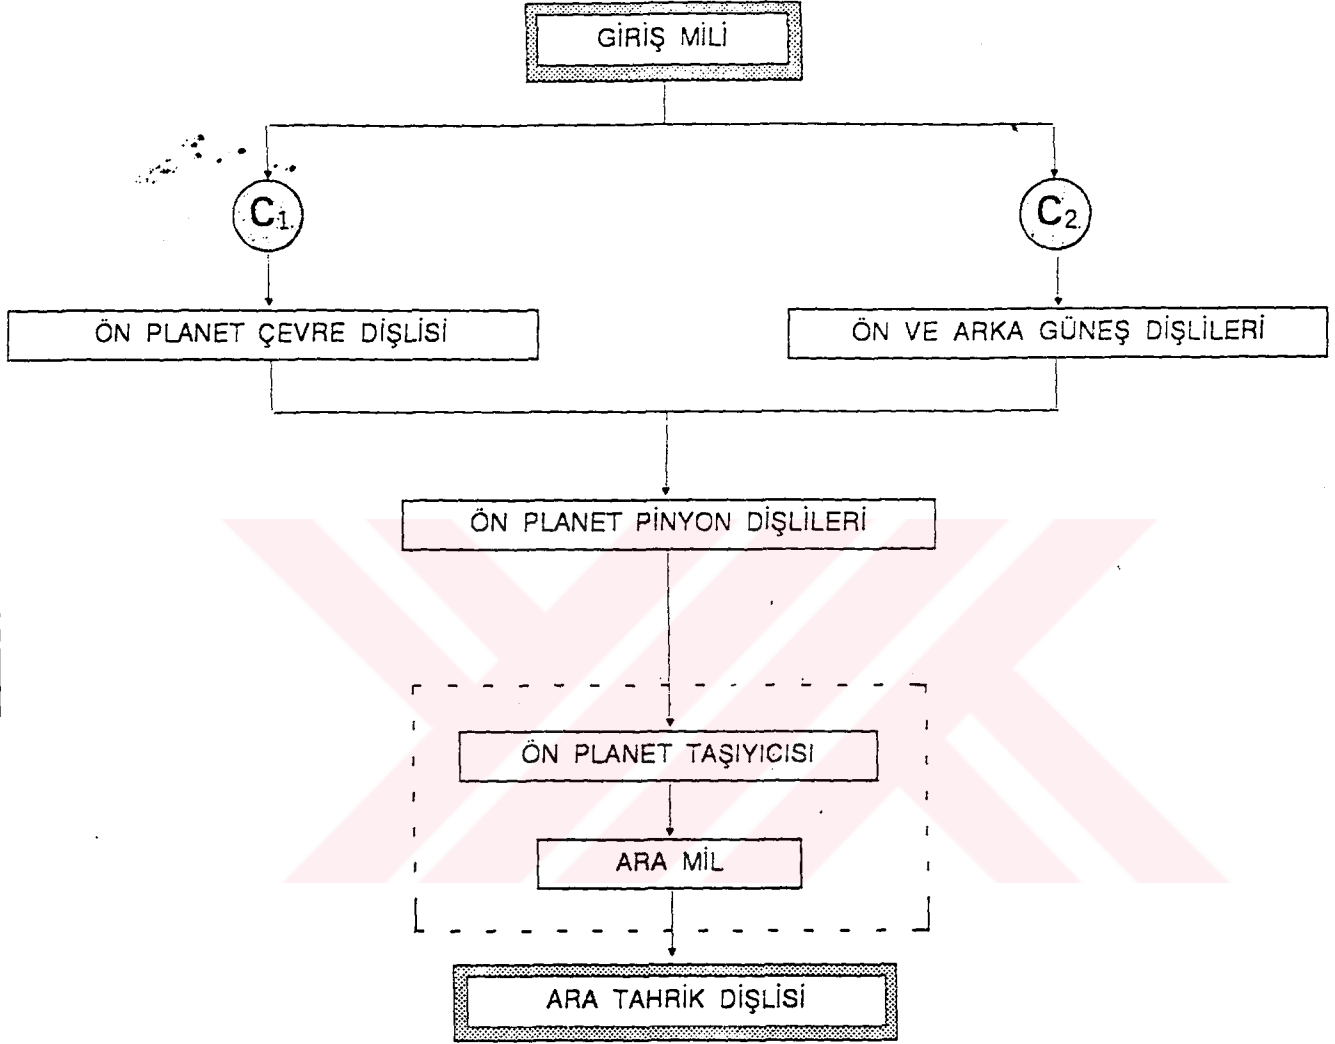 GİRİŞ MİLİ
C1
C2
ÖN PLANET ÇEVRE DİŞLİSİ
ÖN VE ARKA GÜNEŞ DİŞLİLERİ
ÖN PLANET PİNYON DİŞLİLERİ
ÖN PLANET TAŞIYICISI
ARA MİL
ARA TAHRİK DİŞLİSİ